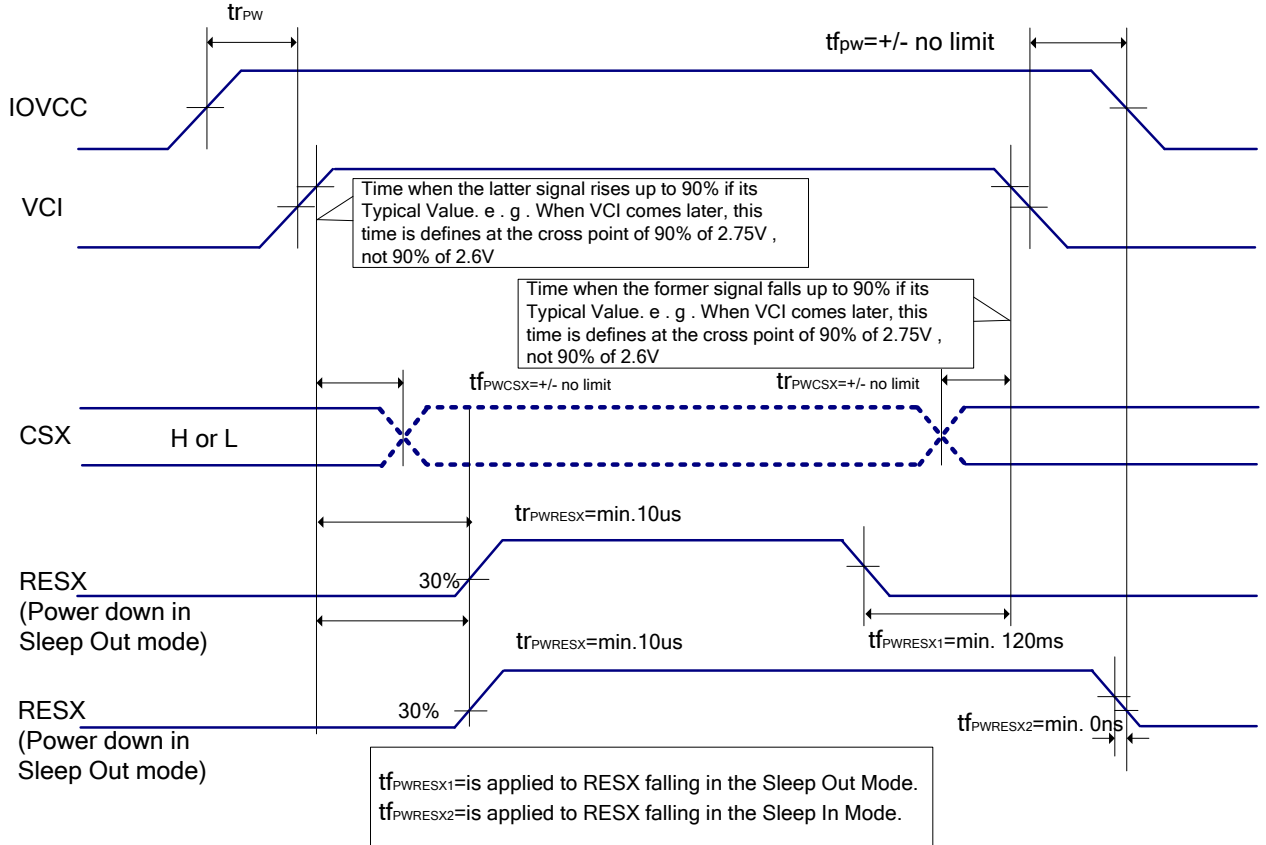 trPW
tfpw=+/- no limit
IOVCC
VCI
Time when the latter signal rises up to 90% if its
Typical Value. e . g . When VCI comes later, this
time is defines at the cross point of 90% of 2.75V ,
not 90% of 2.6V
Time when the former signal falls up to 90% if its
Typical Value. e . g . When VCI comes later, this
time is defines at the cross point of 90% of 2.75V ,
not 90% of 2.6V
tfPWCSX=+/- no limit
trPWCSX=+/- no limit
CSX
H or L
trPWRESX=min.10us
30%
RESX
(Power down in
Sleep Out mode)
trPWRESX=min.10us
tfPWRESX1=min. 120ms
30%
RESX
(Power down in
Sleep Out mode)
tfPWRESX2=min. 0ns
tfPWRESX1=is applied to RESX falling in the Sleep Out Mode.
tfPWRESX2=is applied to RESX falling in the Sleep In Mode.